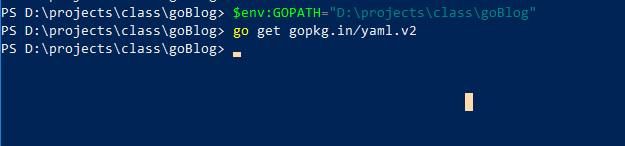 PS D:\projects\class\goBlog> $env:GOPATH="D:\projects\class\goBlog"
PS D:\projects\class\goBlog> go get gopkg.in/yaml.v2
PS D:\projects\class\goBlog>